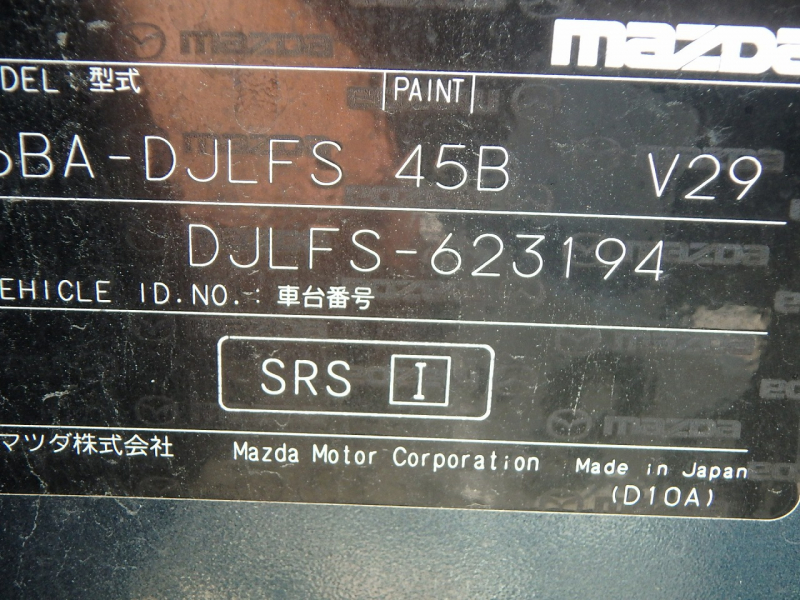 mazda
DEL 型式 PAINT
6BA-DJLFS 45B V29
DJLFS-623194
EHICLE ID.NO.: 車台番号
SRS I
マツダ株式会社 Mazda Motor Corporation Made in Japan
(D10A)